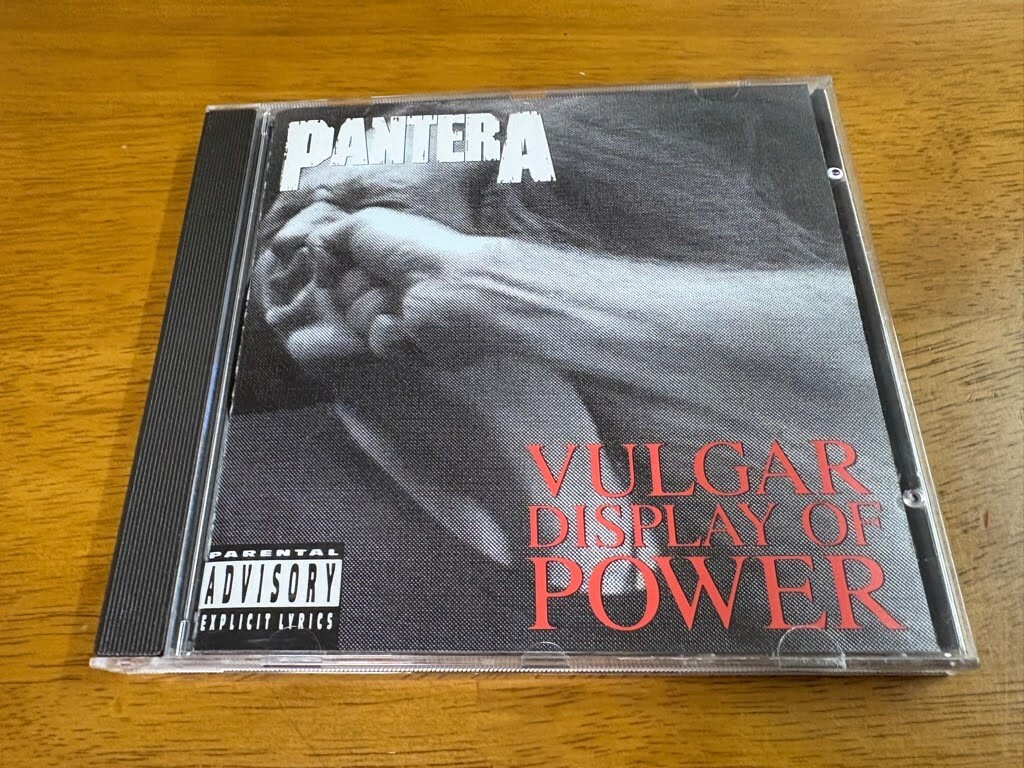 PANTERA
VULGAR
DISPLAY OF
POWER
PARENTAL
ADVISORY
EXPLICIT LYRICS